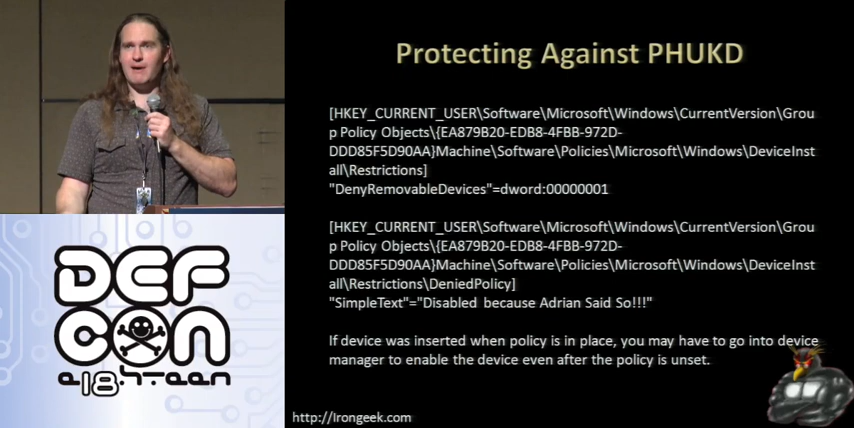 Protecting Against PHUKD
[HKEY_CURRENT_USER\Software\Microsoft\Windows\CurrentVersion\Grou
p Policy Objects\{EA879B20-EDB8-4FBB-972D-
DDD85F5D90AA}Machine\Software\Policies\Microsoft\Windows\DeviceInst
all\Restrictions]
"DenyRemovableDevices"=dword:00000001
[HKEY_CURRENT_USER\Software\Microsoft\Windows\CurrentVersion\Grou
p Policy Objects\{EA879B20-EDB8-4FBB-972D-
DDD85F5D90AA}Machine\Software\Policies\Microsoft\Windows\DeviceInst
all\Restrictions\DeniedPolicy]
"SimpleText"="Disabled because Adrian Said So!!!"
If device was inserted when policy is in place, you may have to go into device
manager to enable the device even after the policy is unset.
http://Irongeek.com
DEF
CON
e18hteen